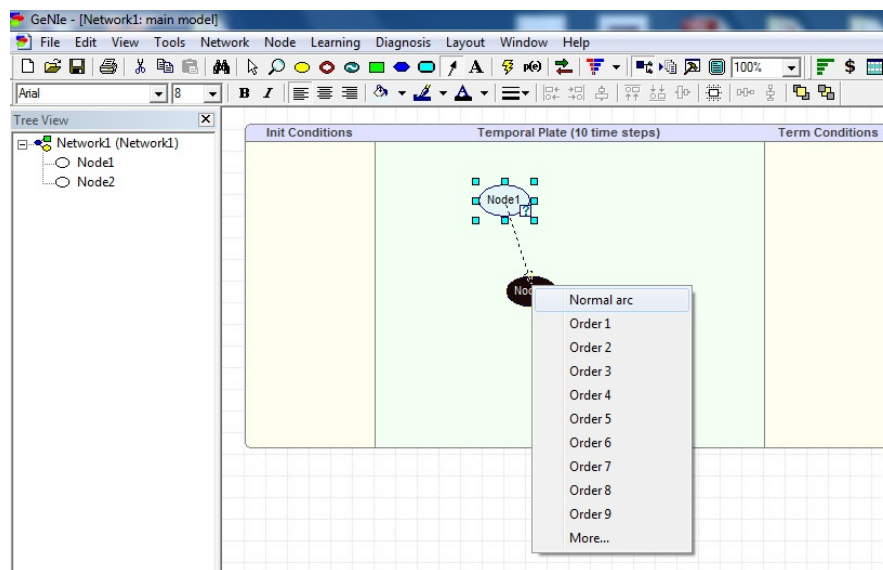 GeNIe - [Network1: main model]
File Edit View Tools Network Node Learning Diagnosis Layout Window Help
A P(e) 100% $
Arial 8 B I A
Tree View
Network1 (Network1)
Node1
Node2
Init Conditions Temporal Plate (10 time steps) Term Conditions
Node1
?
Normal arc
Order 1
Order 2
Order 3
Order 4
Order 5
Order 6
Order 7
Order 8
Order 9
More...